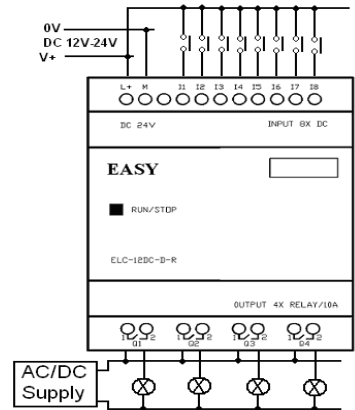 0V
DC 12V-24V
V+
L+ M I1 I2 I3 I4 I5 I6 I7 I8
DC 24V INPUT 8X DC
EASY
RUN/STOP
ELC-12DC-D-R
OUTPUT 4X RELAY/10A
1 2 1 2 1 2 1 2
Q1 Q2 Q3 Q4
AC/DC
Supply